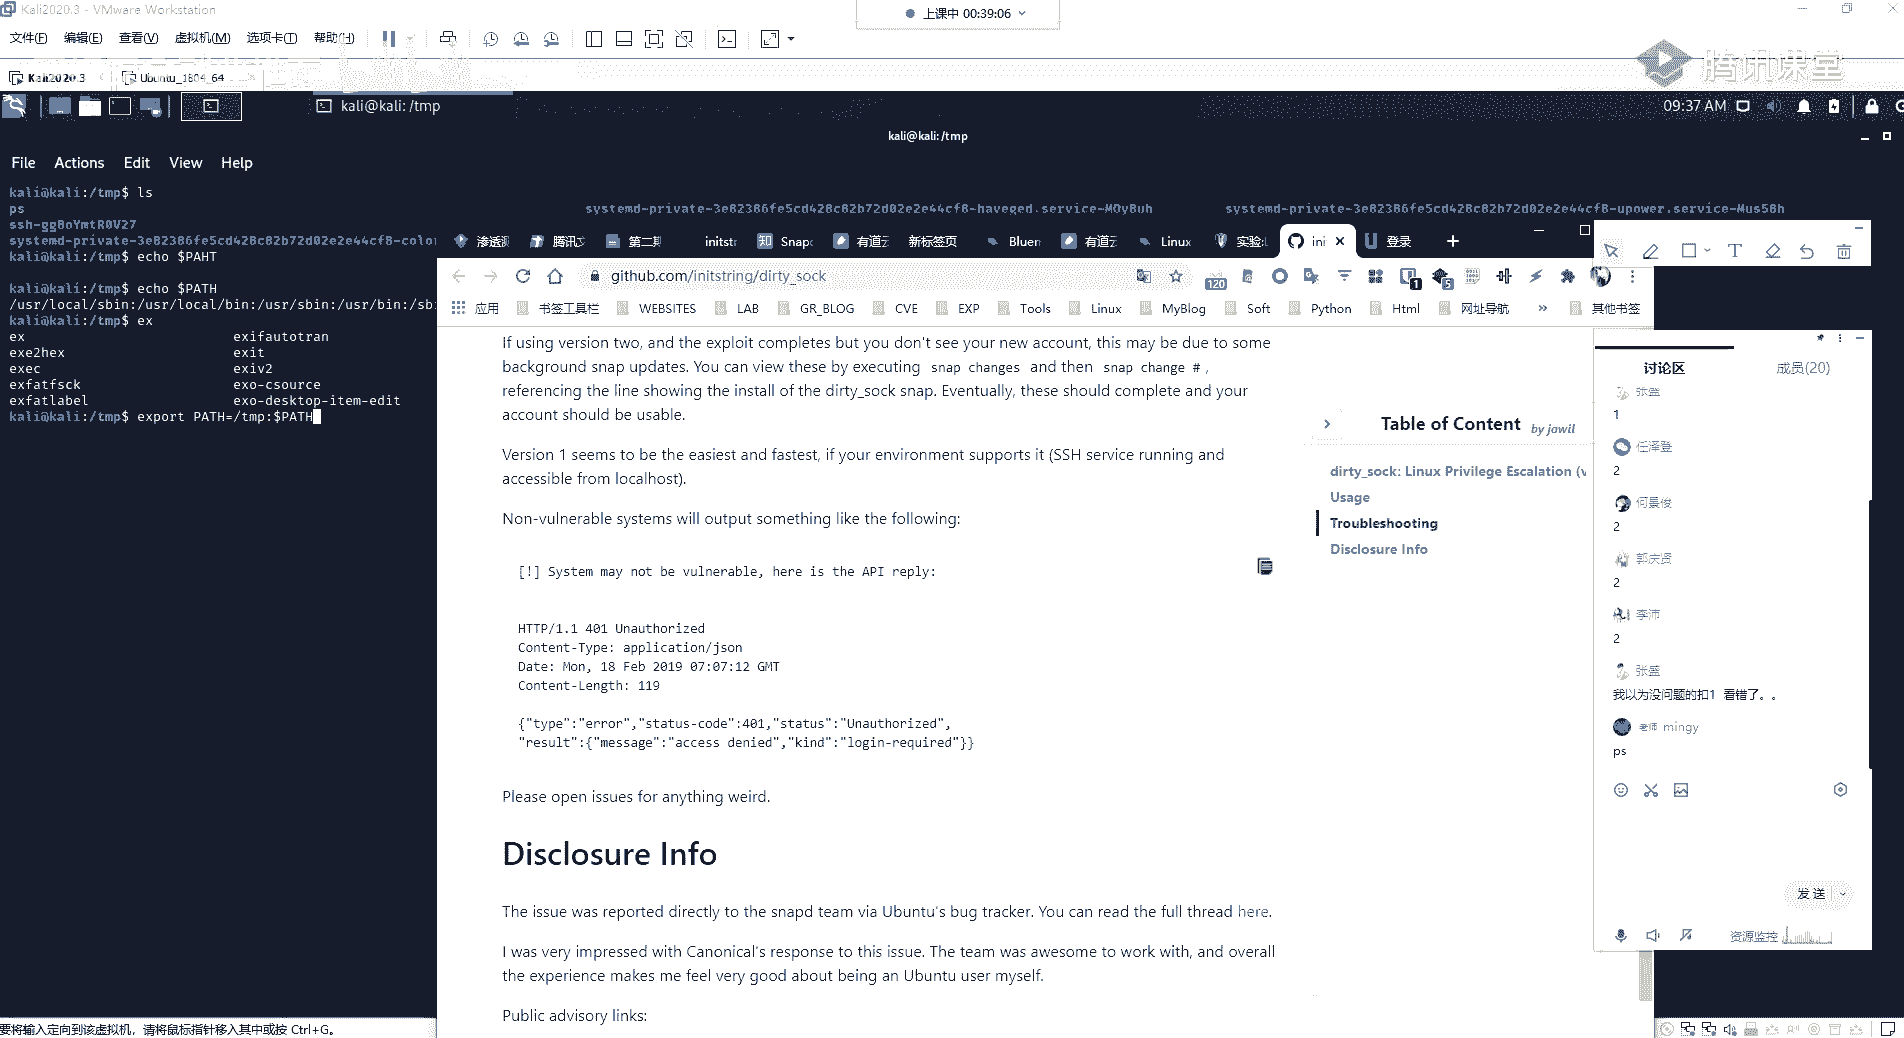 Kali2020.3 - VMware Workstation
上课中 00:39:06
文件(F) 编辑(E) 查看(V) 虚拟机(M) 选项卡(T) 帮助(H)
腾讯课堂
Kali2020.3
Ubuntu_1804_64
kali@kali: /tmp
09:37 AM
kali@kali: /tmp
File Actions Edit View Help
kali@kali:/tmp$ ls
ps
systemd-private-3e82386fe5cd428c82b72d02e2e44cf8-haveged.service-MOyBuh
systemd-private-3e82386fe5cd428c82b72d02e2e44cf8-upower.service-Mus58h
ssh-ggBoYmtR0V27
systemd-private-3e82386fe5cd428c82b72d02e2e44cf8-color
kali@kali:/tmp$ echo $PAHT
kali@kali:/tmp$ echo $PATH
/usr/local/sbin:/usr/local/bin:/usr/sbin:/usr/bin:/sb
kali@kali:/tmp$ ex
ex exifautotran
exe2hex exit
exec exiv2
exfatfsck exo-csource
exfatlabel exo-desktop-item-edit
kali@kali:/tmp$ export PATH=/tmp:$PATH
渗透测 腾讯文 第二期 initstr Snap 有道云 新标签页 Bluen 有道云 Linux 实验: ini 登录
github.com/initstring/dirty_sock
120
1
5
应用 书签工具栏 WEBSITES LAB GR_BLOG CVE EXP Tools Linux MyBlog Soft Python Html 网址导航 » 其他书签
If using version two, and the exploit completes but you don't see your new account, this may be due to some
background snap updates. You can view these by executing snap changes and then snap change # ,
referencing the line showing the install of the dirty_sock snap. Eventually, these should complete and your
account should be usable.
Version 1 seems to be the easiest and fastest, if your environment supports it (SSH service running and
accessible from localhost).
Non-vulnerable systems will output something like the following:
[!] System may not be vulnerable, here is the API reply:
HTTP/1.1 401 Unauthorized
Content-Type: application/json
Date: Mon, 18 Feb 2019 07:07:12 GMT
Content-Length: 119
{"type":"error","status-code":401,"status":"Unauthorized",
"result":{"message":"access denied","kind":"login-required"}}
Please open issues for anything weird.
Disclosure Info
The issue was reported directly to the snapd team via Ubuntu's bug tracker. You can read the full thread here.
I was very impressed with Canonical's response to this issue. The team was awesome to work with, and overall
the experience makes me feel very good about being an Ubuntu user myself.
Public advisory links:
Table of Content by jawil
dirty_sock: Linux Privilege Escalation (v
Usage
Troubleshooting
Disclosure Info
讨论区 成员(20)
张盛
1
任泽登
2
何景俊
2
郭庆贤
2
李沛
2
张盛
我以为没问题的扣1 看错了。。
老师 mingy
ps
发送
资源监控
要将输入定向到该虚拟机，请将鼠标指针移入其中或按 Ctrl+G。